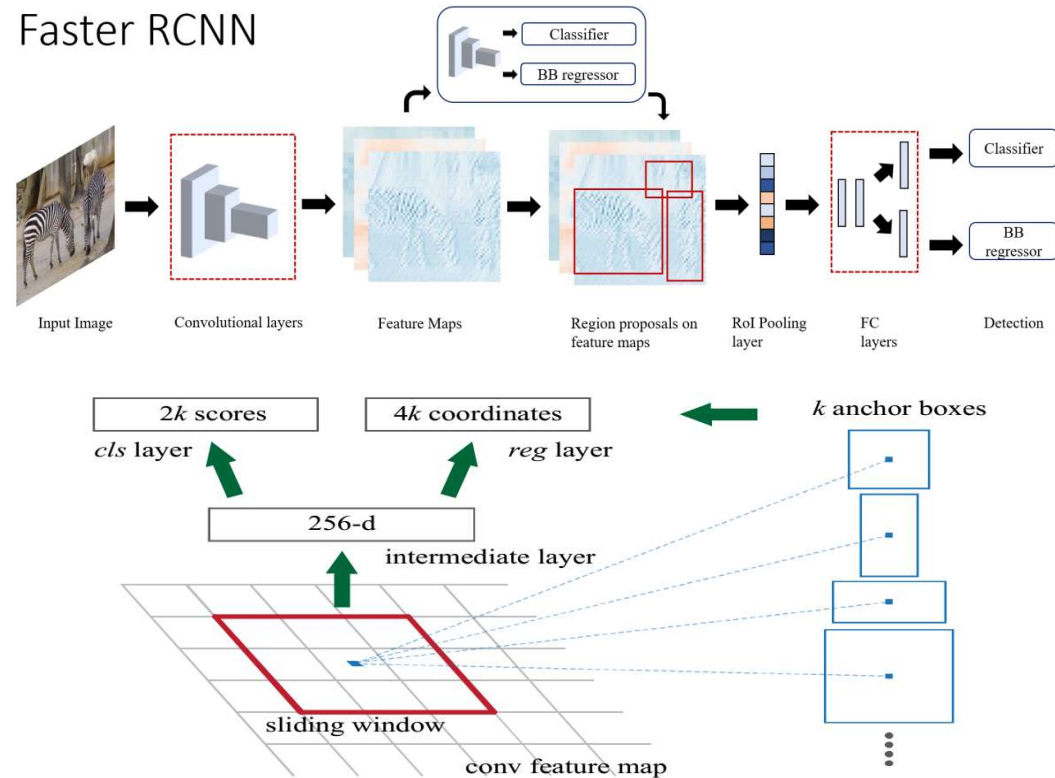 Faster RCNN
Classifier
BB regressor
Classifier
BB
regressor
Input Image
Convolutional layers
Feature Maps
Region proposals on
feature maps
RoI Pooling
layer
FC
layers
Detection
2k scores
4k coordinates
k anchor boxes
cls layer
reg layer
256-d
intermediate layer
sliding window
conv feature map